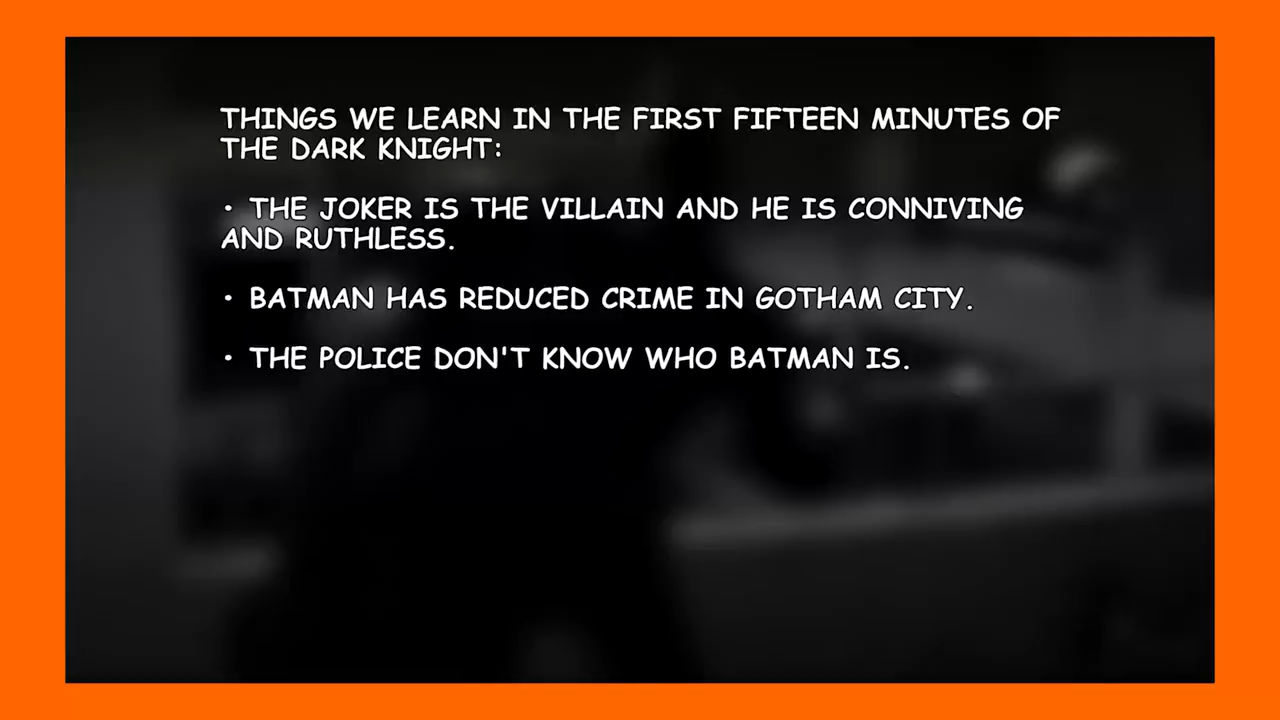 THINGS WE LEARN IN THE FIRST FIFTEEN MINUTES OF
THE DARK KNIGHT:
• THE JOKER IS THE VILLAIN AND HE IS CONNIVING
AND RUTHLESS.
• BATMAN HAS REDUCED CRIME IN GOTHAM CITY.
• THE POLICE DON'T KNOW WHO BATMAN IS.